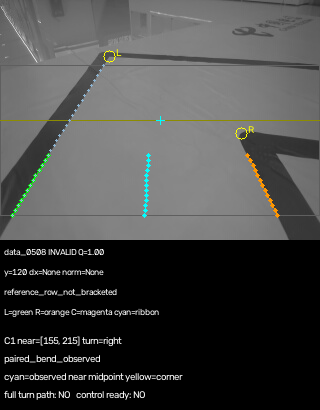 L
R
data_0508 INVALID Q=1.00
y=120 dx=None norm=None
reference_row_not_bracketed
L=green R=orange C=magenta cyan=ribbon
C1 near=[155, 215] turn=right
paired_bend_observed
cyan=observed near midpoint yellow=corner
full turn path: NO control ready: NO